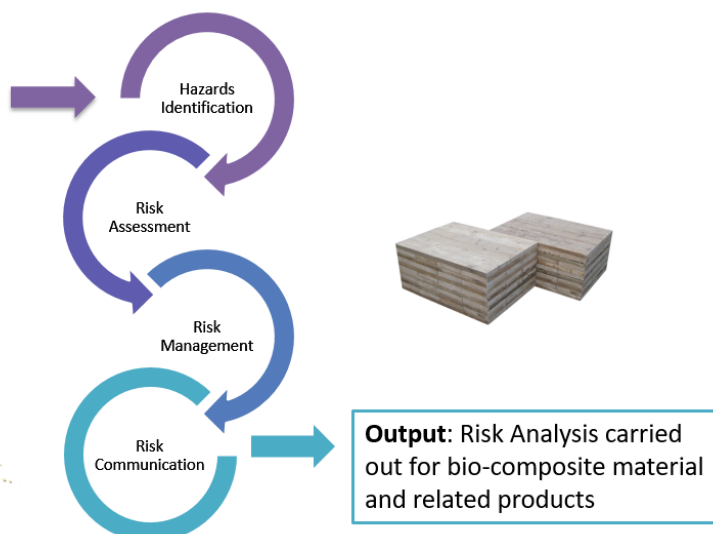 Hazards
Identification
Risk
Assessment
Risk
Management
Risk
Communication
Output: Risk Analysis carried
out for bio-composite material
and related products